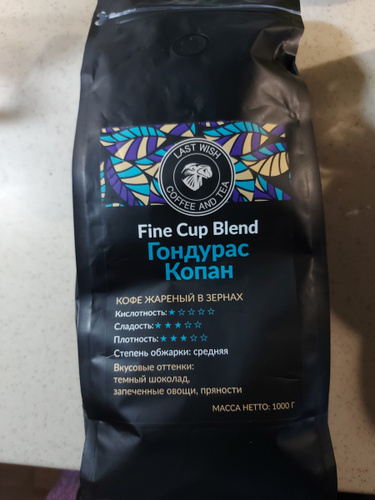 LAST WISH
COFFEE AND TEA
Fine Cup Blend
Гондурас
Копан
КОФЕ ЖАРЕНЫЙ В ЗЕРНАХ
Кислотность: ★☆☆☆☆
Сладость: ★★★☆☆
Плотность: ★★★☆☆
Степень обжарки: средняя
Вкусовые оттенки:
темный шоколад,
запеченные овощи, пряности
МАССА НЕТТО: 1000 Г